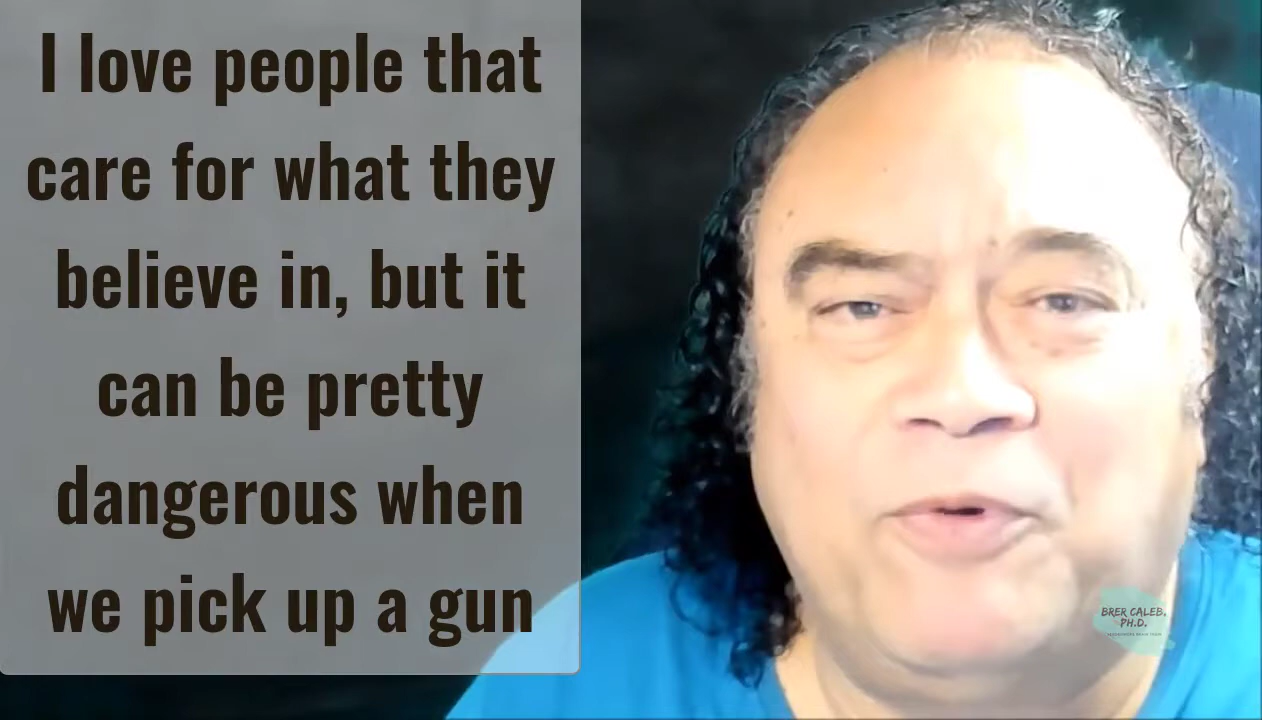 I love people that
care for what they
believe in, but it
can be pretty
dangerous when
we pick up a gun
BRER CALEB,
PH.D.